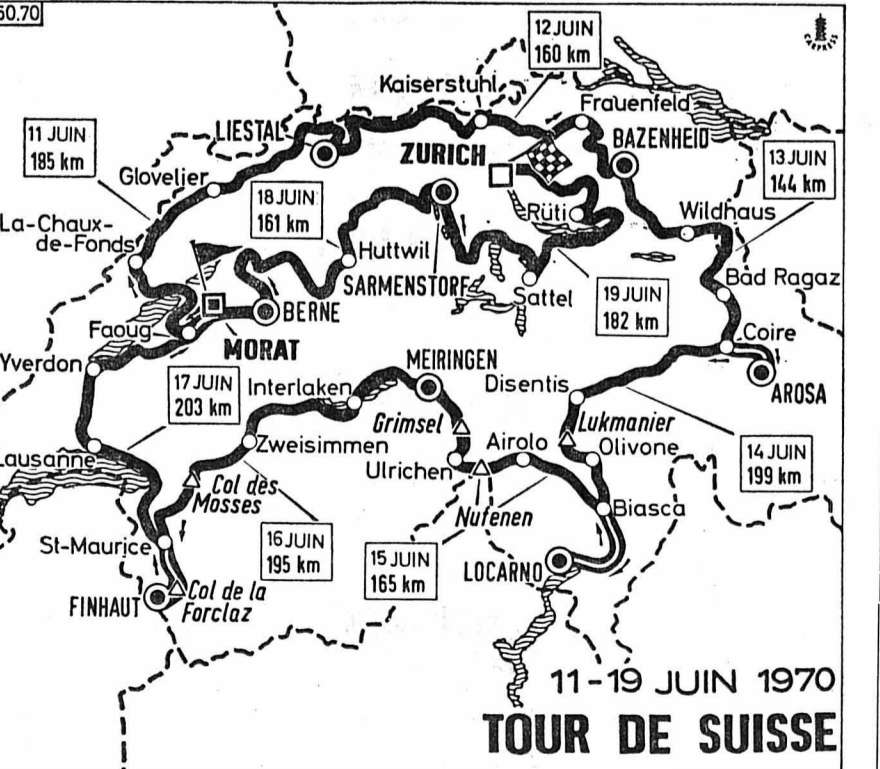 50.70
CARPRESS
12 JUIN
160 km
Kaiserstuhl
Frauenfeld
11 JUIN
185 km
LIESTAL
ZURICH
BAZENHEID
13 JUIN
144 km
Glovelier
18 JUIN
161 km
Rüti
Wildhaus
La-Chaux-
de-Fonds
Huttwil
SARMENSTORF
Sattel
19 JUIN
182 km
Bad Ragaz
BERNE
Faoug
MORAT
Coire
Yverdon
MEIRINGEN
17 JUIN
203 km
Interlaken
Disentis
AROSA
Grimsel
Lukmanier
Zweisimmen
Airolo
Olivone
14 JUIN
199 km
Lausanne
Ulrichen
Col des
Mosses
Nufenen
Biasca
St-Maurice
16 JUIN
195 km
15 JUIN
165 km
LOCARNO
FINHAUT
Col de la
Forclaz
11-19 JUIN 1970
TOUR DE SUISSE